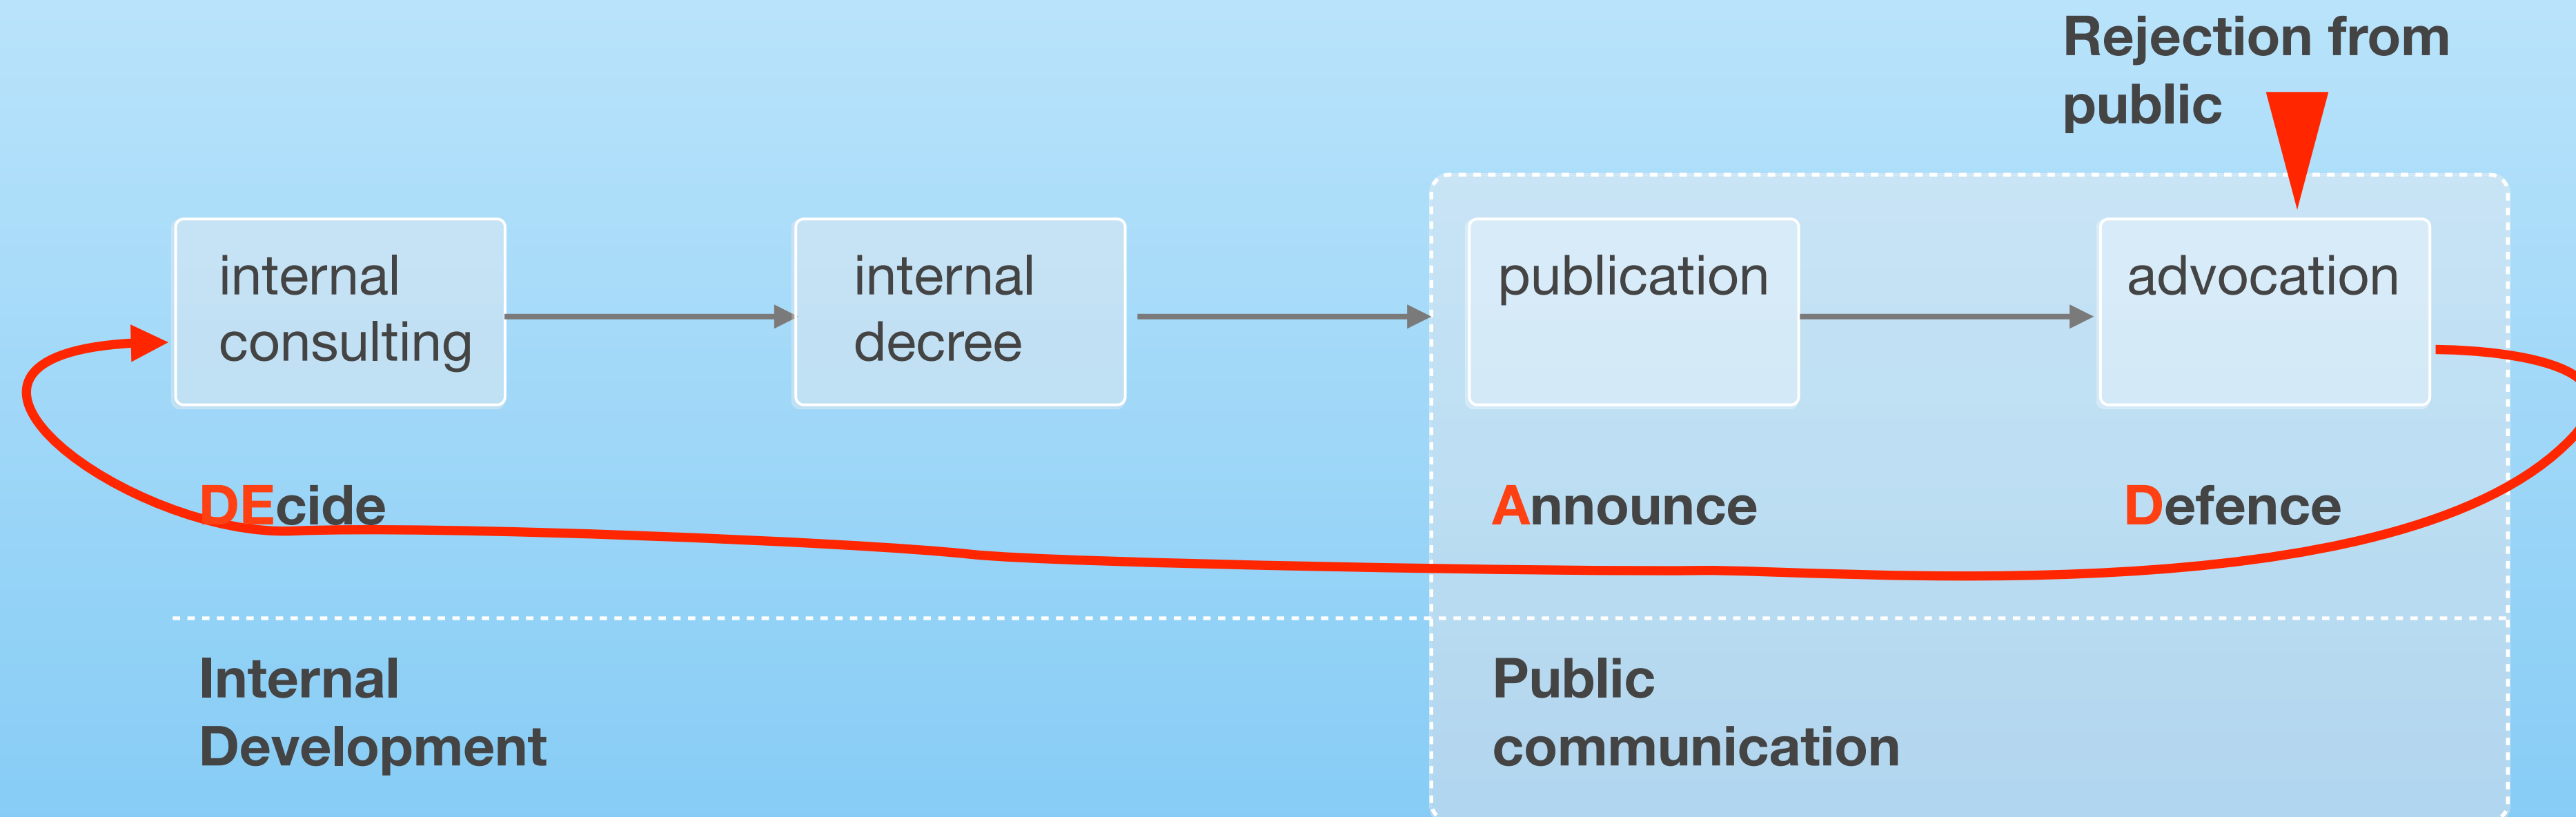 Rejection from
public
internal
consulting
internal
decree
publication
advocation
DEcide
Announce
Defence
Internal
Development
Public
communication